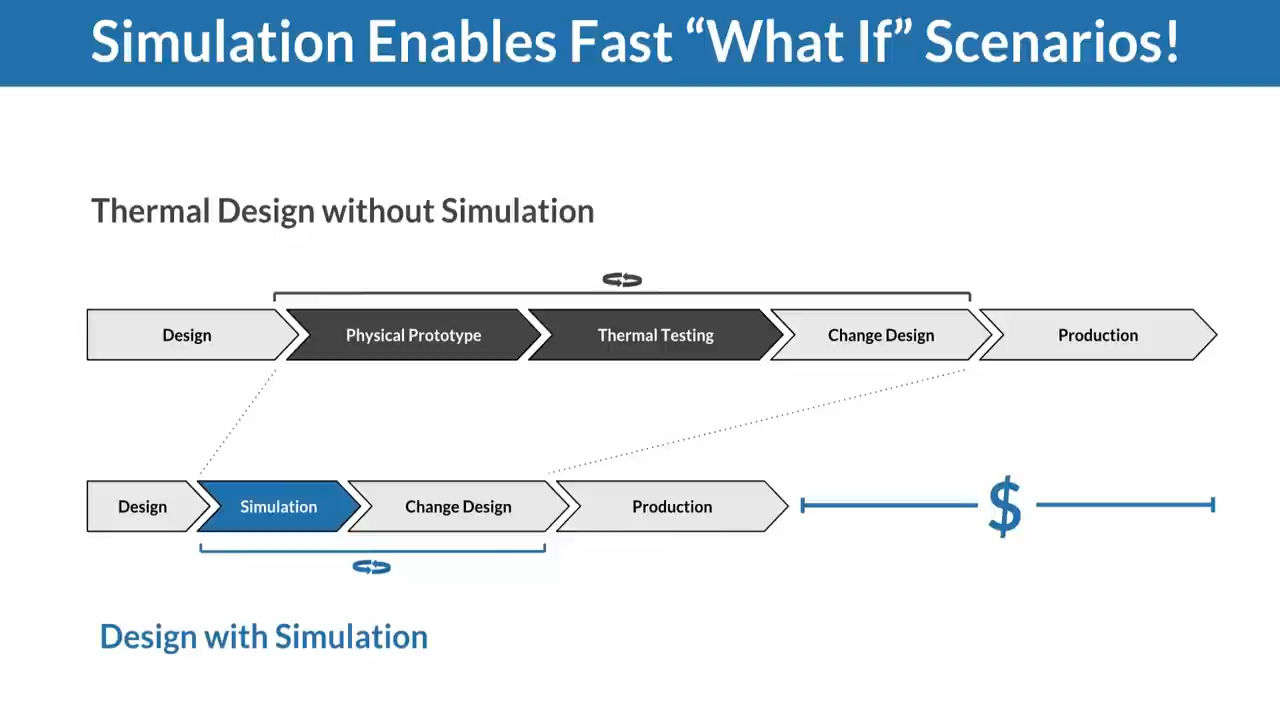 Simulation Enables Fast “What If” Scenarios!
Thermal Design without Simulation
Design
Physical Prototype
Thermal Testing
Change Design
Production
Design
Simulation
Change Design
Production
$
Design with Simulation